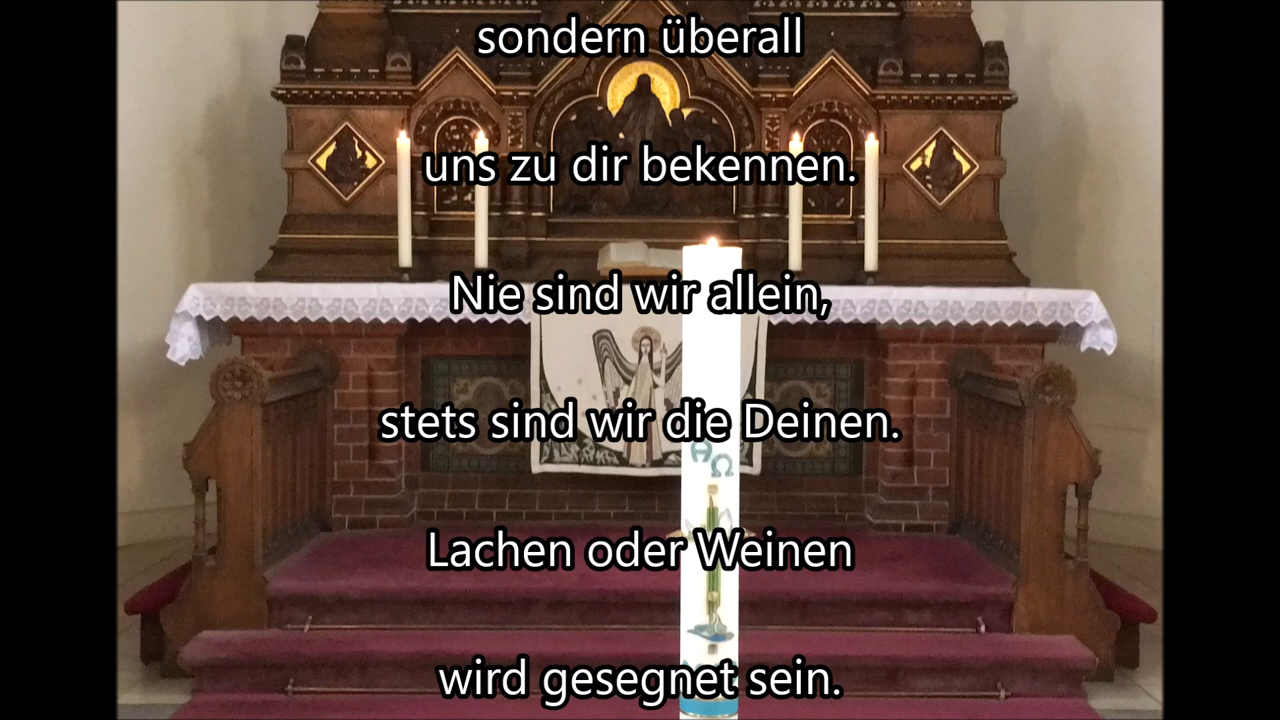 sondern überall
uns zu dir bekennen.
Nie sind wir allein,
stets sind wir die Deinen.
Α
Ω
Lachen oder Weinen
wird gesegnet sein.